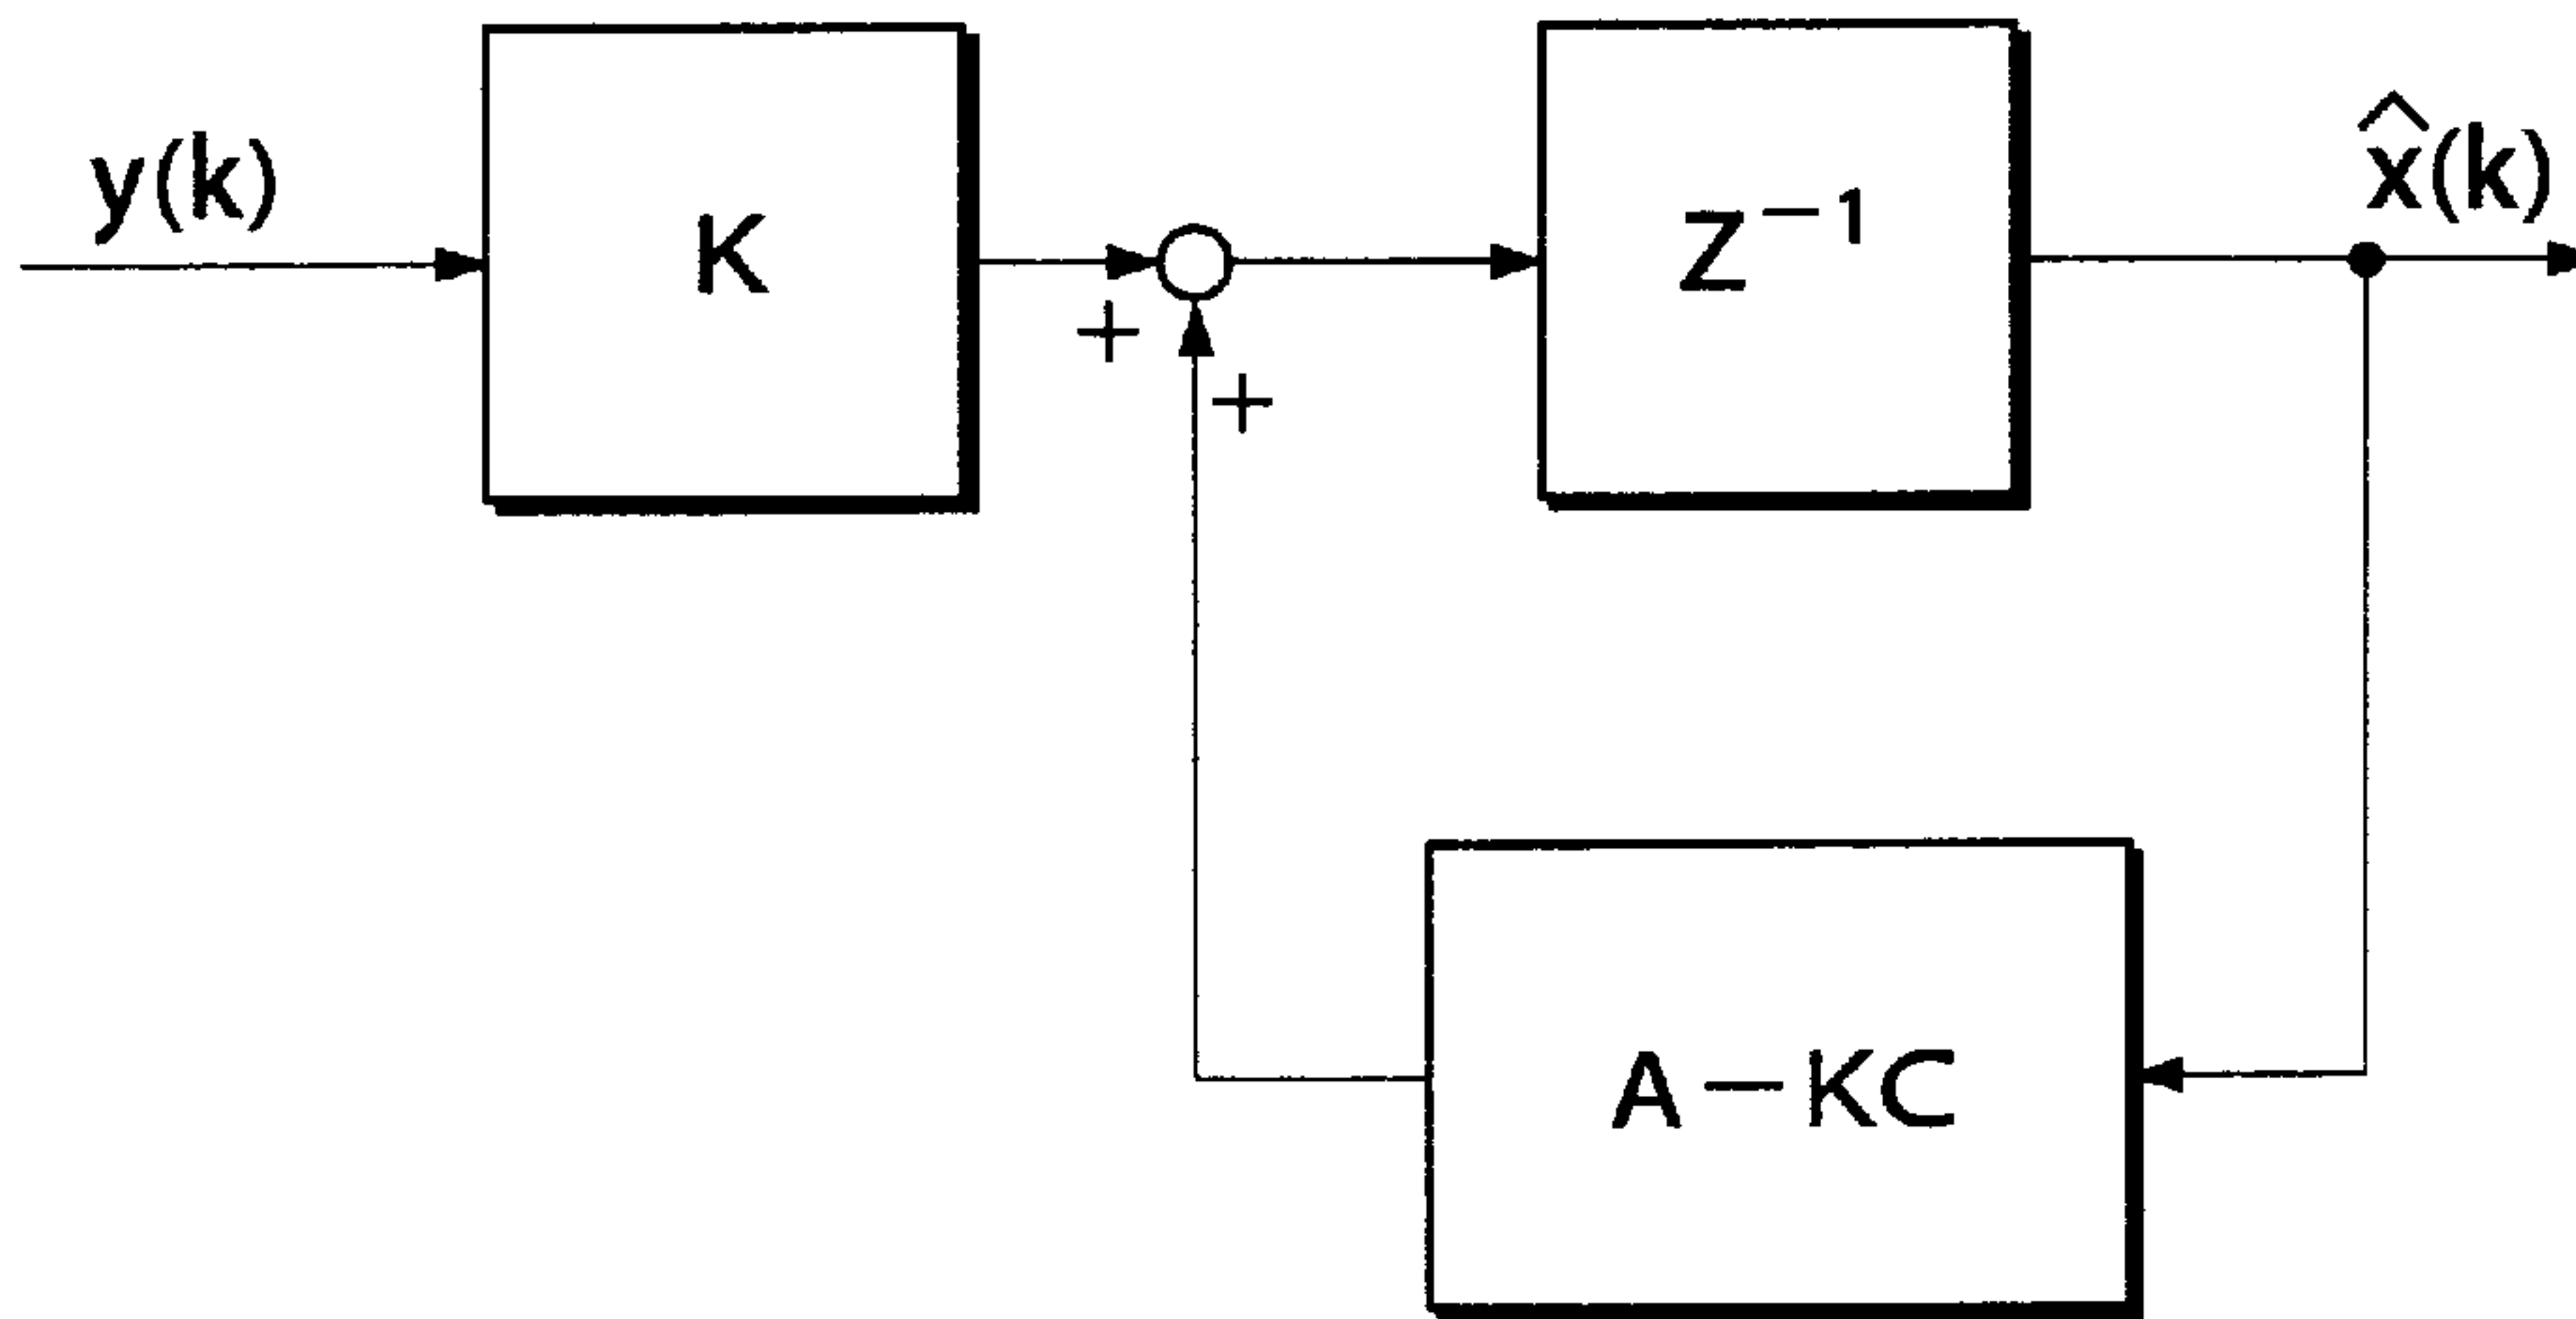 y(k)
K
+
+
Z⁻¹
x̂(k)
A-KC